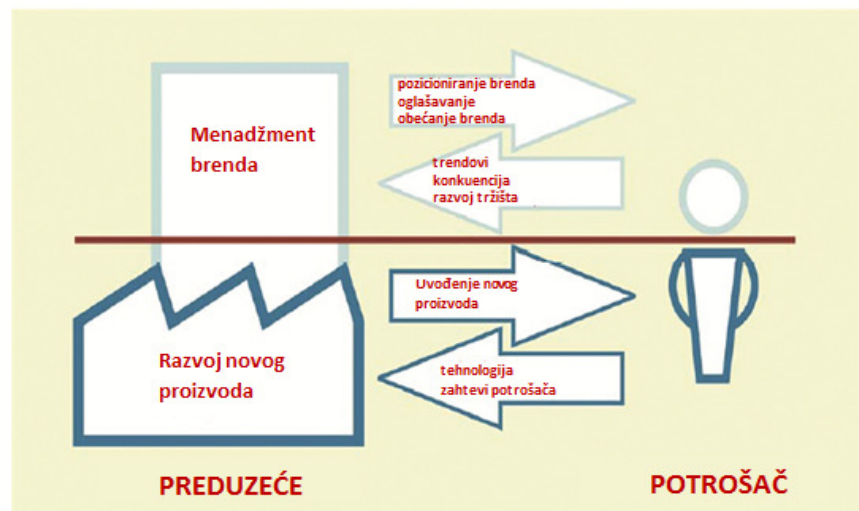 pozicioniranje brenda
oglašavanje
obećanje brenda
Menadžment
brenda
trendovi
konkuencija
razvoj tržišta
Uvođenje novog
proizvoda
Razvoj novog
proizvoda
tehnologija
zahtevi potrošača
PREDUZEĆE
POTROŠAČ